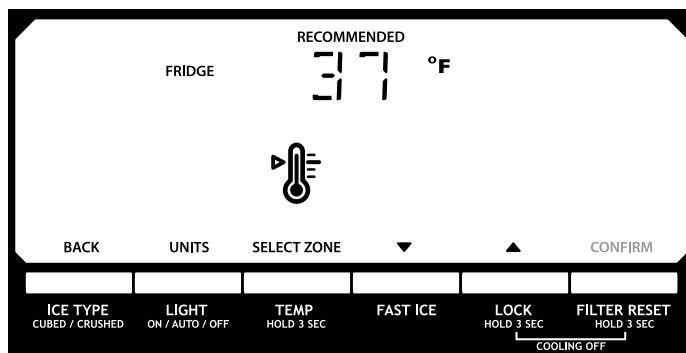 RECOMMENDED
FRIDGE 37 °F
BACK UNITS SELECT ZONE ▼ ▲ CONFIRM
ICE TYPE LIGHT TEMP FAST ICE LOCK FILTER RESET
CUBED / CRUSHED ON / AUTO / OFF HOLD 3 SEC HOLD 3 SEC HOLD 3 SEC
COOLING OFF